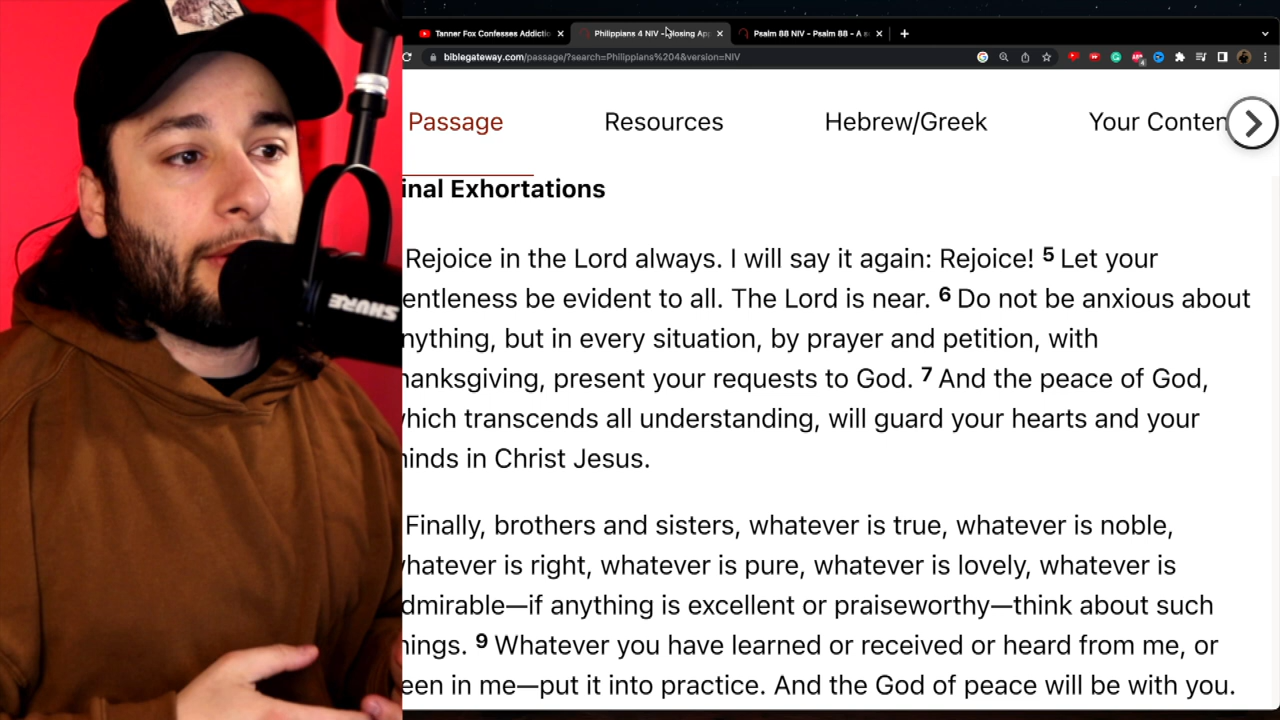 Tanner Fox Confesses Addictio
Philippians 4 NIV - Closing Ap
Psalm 88 NIV - Psalm 88 - A s
biblegateway.com/passage/?search=Philippians%204&version=NIV
Passage Resources Hebrew/Greek Your Conten
inal Exhortations
Rejoice in the Lord always. I will say it again: Rejoice! 5 Let your
entleness be evident to all. The Lord is near. 6 Do not be anxious about
nything, but in every situation, by prayer and petition, with
hanksgiving, present your requests to God. 7 And the peace of God,
which transcends all understanding, will guard your hearts and your
inds in Christ Jesus.
Finally, brothers and sisters, whatever is true, whatever is noble,
whatever is right, whatever is pure, whatever is lovely, whatever is
dmirable—if anything is excellent or praiseworthy—think about such
hings. 9 Whatever you have learned or received or heard from me, or
een in me—put it into practice. And the God of peace will be with you.
SHURE